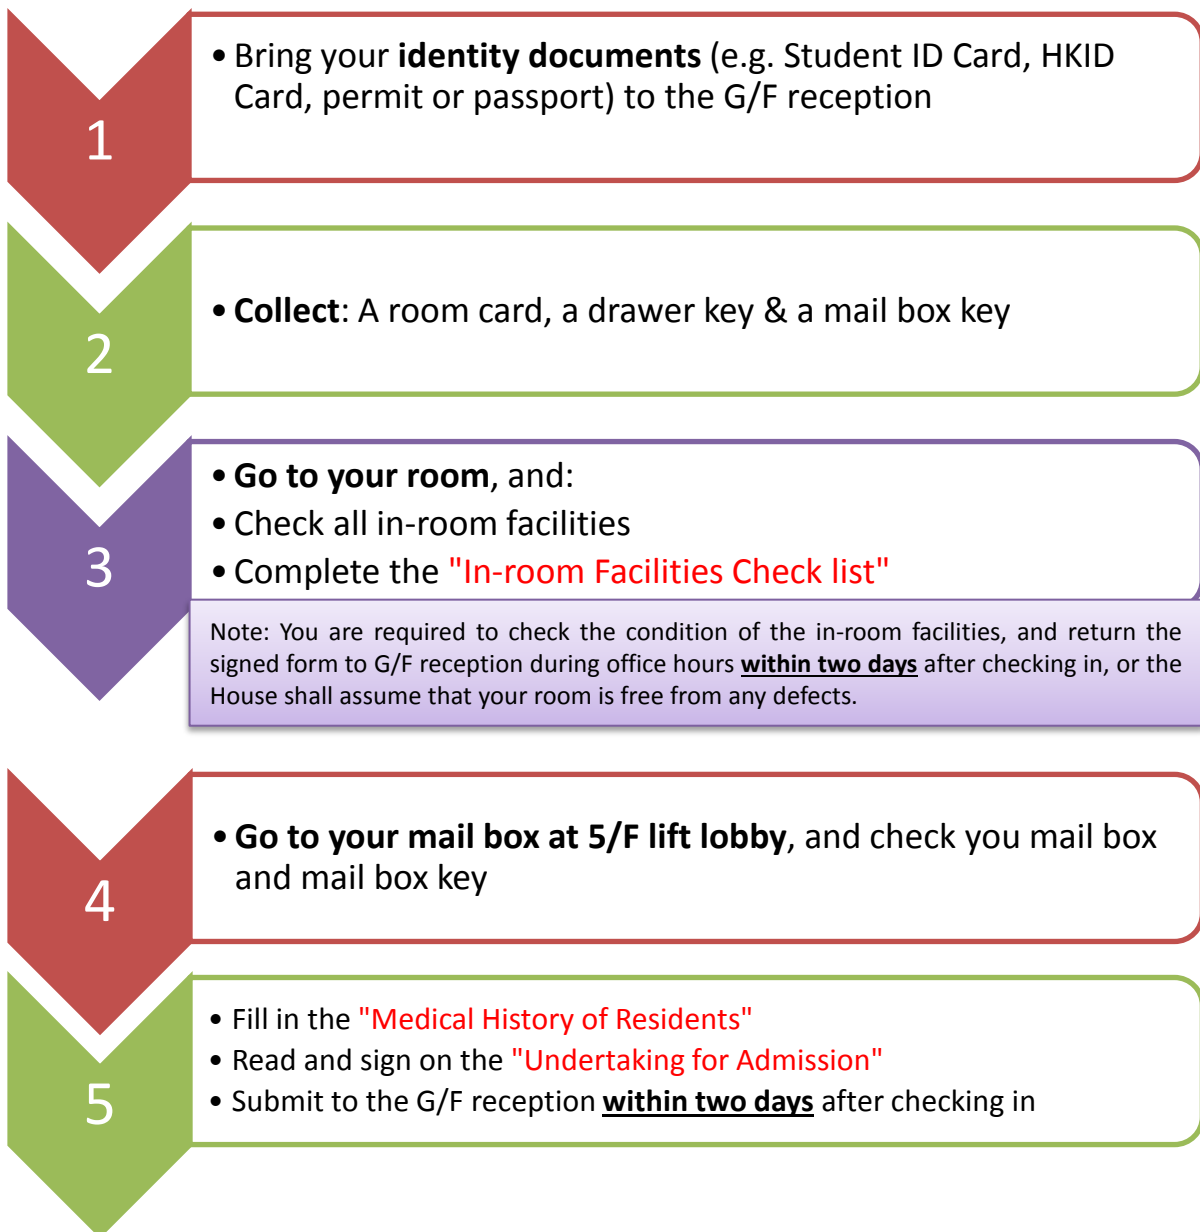 1
• Bring your identity documents (e.g. Student ID Card, HKID
Card, permit or passport) to the G/F reception
2
• Collect: A room card, a drawer key & a mail box key
3
• Go to your room, and:
• Check all in-room facilities
• Complete the "In-room Facilities Check list"
Note: You are required to check the condition of the in-room facilities, and return the
signed form to G/F reception during office hours within two days after checking in, or the
House shall assume that your room is free from any defects.
4
• Go to your mail box at 5/F lift lobby, and check you mail box
and mail box key
5
• Fill in the "Medical History of Residents"
• Read and sign on the "Undertaking for Admission"
• Submit to the G/F reception within two days after checking in